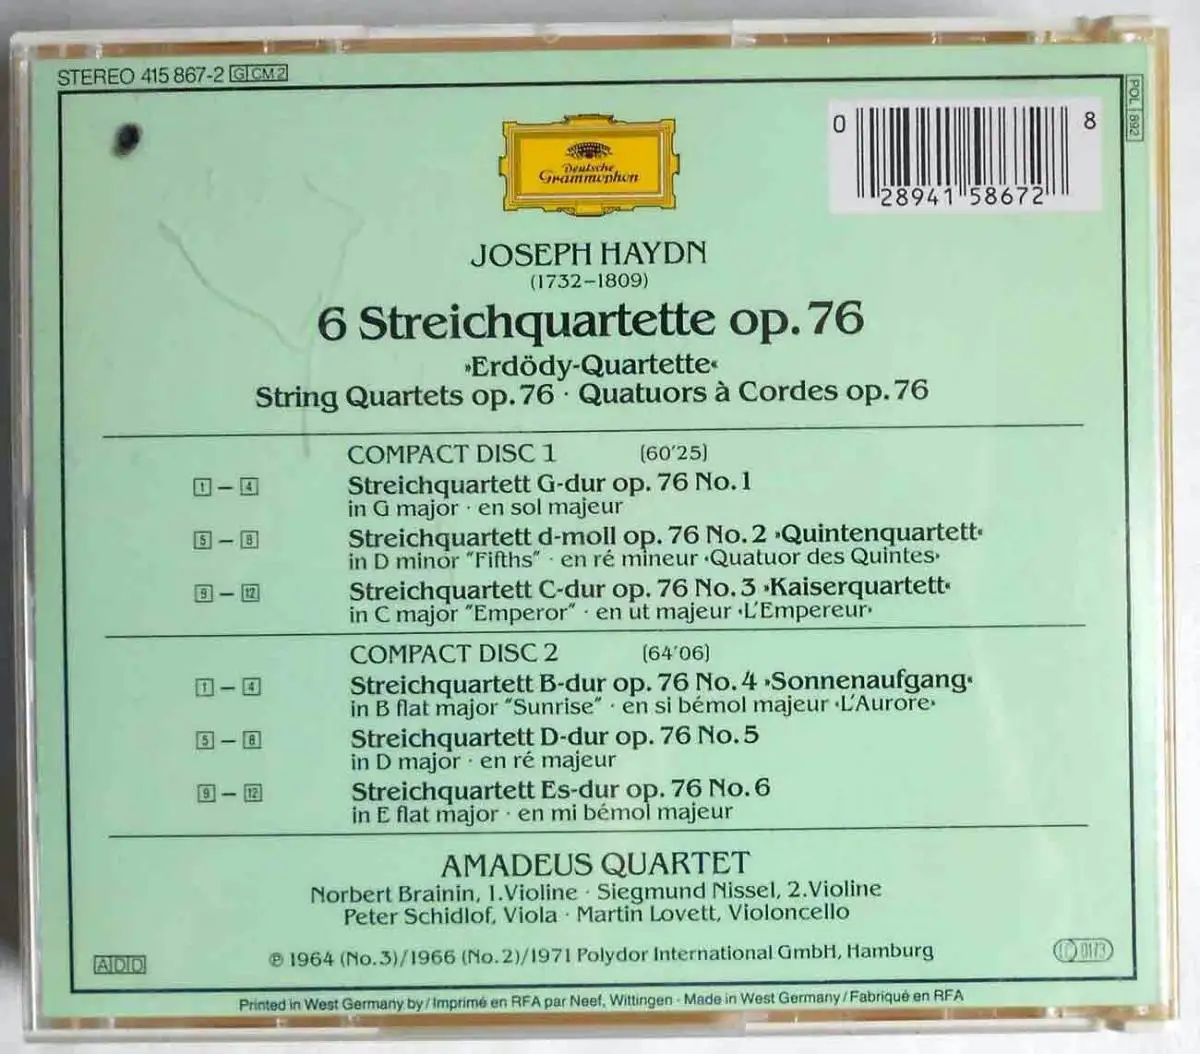 STEREO 415 867-2 G CM 2
POL 892
0 28941 58672 8
Deutsche
Grammophon
JOSEPH HAYDN
(1732–1809)
6 Streichquartette op. 76
»Erdödy-Quartette«
String Quartets op. 76 · Quatuors à Cordes op. 76
COMPACT DISC 1 (60'25)
1 – 4 Streichquartett G-dur op. 76 No. 1
in G major · en sol majeur
5 – 8 Streichquartett d-moll op. 76 No. 2 »Quintenquartett«
in D minor "Fifths" · en ré mineur ‹Quatuor des Quintes›
9 – 12 Streichquartett C-dur op. 76 No. 3 »Kaiserquartett«
in C major "Emperor" · en ut majeur ‹L'Empereur›
COMPACT DISC 2 (64'06)
1 – 4 Streichquartett B-dur op. 76 No. 4 »Sonnenaufgang«
in B flat major "Sunrise" · en si bémol majeur ‹L'Aurore›
5 – 8 Streichquartett D-dur op. 76 No. 5
in D major · en ré majeur
9 – 12 Streichquartett Es-dur op. 76 No. 6
in E flat major · en mi bémol majeur
AMADEUS QUARTET
Norbert Brainin, 1. Violine · Siegmund Nissel, 2. Violine
Peter Schidlof, Viola · Martin Lovett, Violoncello
℗ 1964 (No. 3)/1966 (No. 2)/1971 Polydor International GmbH, Hamburg
ADD
LC 0173
Printed in West Germany by / Imprimé en RFA par Neef, Wittingen · Made in West Germany / Fabriqué en RFA